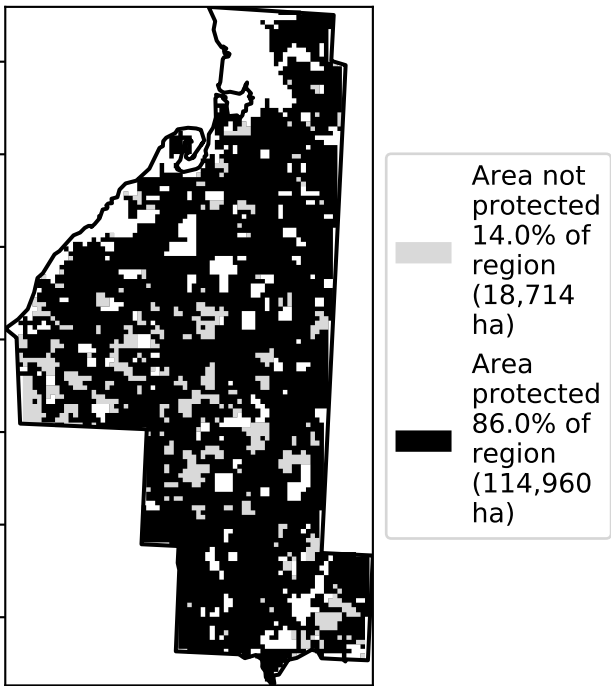 Area not
protected
14.0% of
region
(18,714
ha)
Area
protected
86.0% of
region
(114,960
ha)